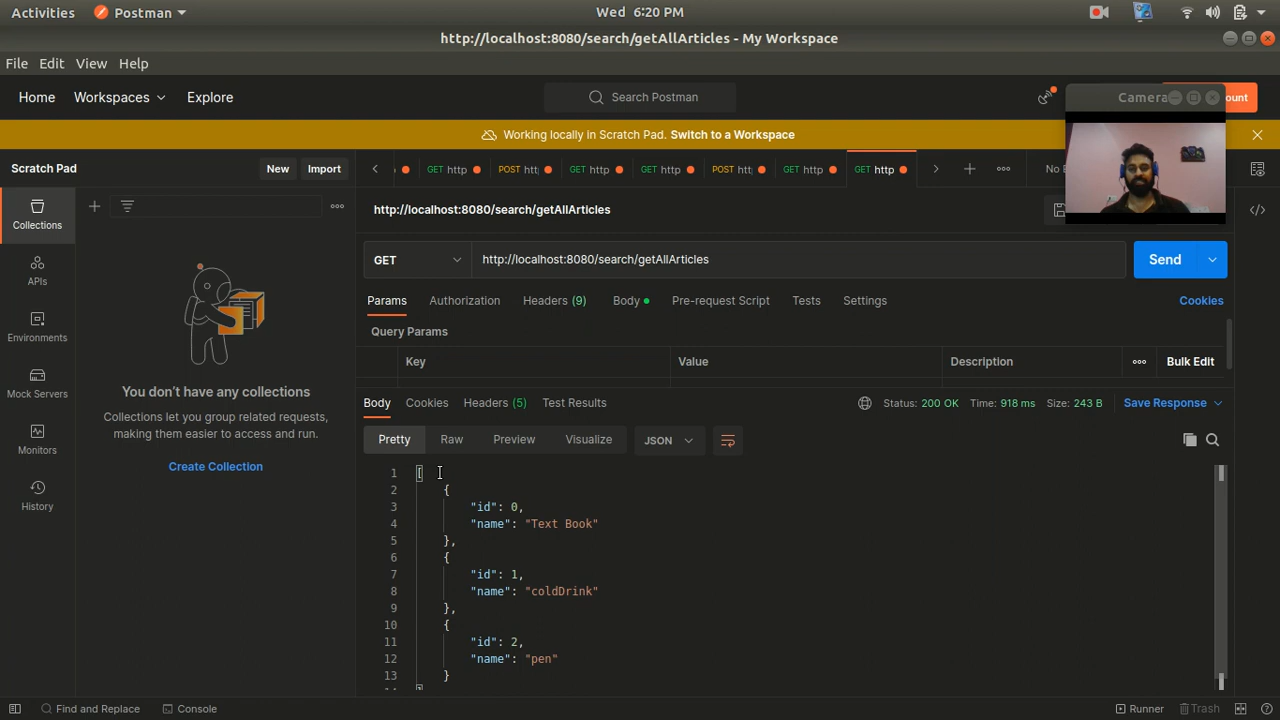 Activities Postman Wed 6:20 PM
http://localhost:8080/search/getAllArticles - My Workspace
File Edit View Help
Home Workspaces Explore Search Postman Camera ount
Working locally in Scratch Pad. Switch to a Workspace
Scratch Pad New Import GET http POST htt GET http GET http POST htt GET http GET http No E
Collections
http://localhost:8080/search/getAllArticles
GET http://localhost:8080/search/getAllArticles Send
APIs
Params Authorization Headers (9) Body Pre-request Script Tests Settings Cookies
Environments
Query Params
Key Value Description Bulk Edit
Mock Servers
You don't have any collections
Collections let you group related requests,
making them easier to access and run.
Create Collection
Monitors
History
Body Cookies Headers (5) Test Results Status: 200 OK Time: 918 ms Size: 243 B Save Response
Pretty Raw Preview Visualize JSON
1 [
2 {
3 "id": 0,
4 "name": "Text Book"
5 },
6 {
7 "id": 1,
8 "name": "coldDrink"
9 },
10 {
11 "id": 2,
12 "name": "pen"
13 }
14 ]
Find and Replace Console Runner Trash